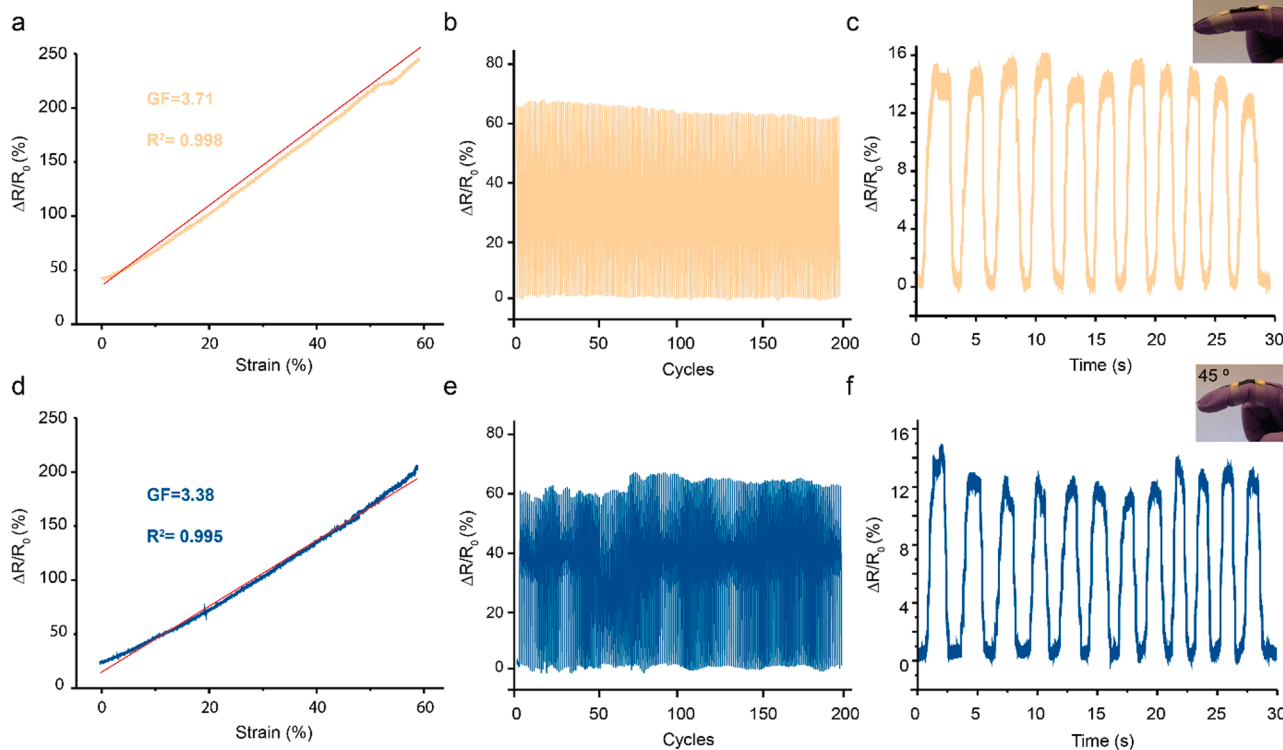 a
250
200
150
100
50
0
ΔR/R0 (%)
GF=3.71
R²= 0.998
0 20 40 60
Strain (%)
b
80
60
40
20
0
ΔR/R0 (%)
0 50 100 150 200
Cycles
c
16
12
8
4
0
ΔR/R0 (%)
0 5 10 15 20 25 30
Time (s)
d
250
200
150
100
50
0
ΔR/R0 (%)
GF=3.38
R²= 0.995
0 20 40 60
Strain (%)
e
80
60
40
20
0
ΔR/R0 (%)
0 50 100 150 200
Cycles
f
45 º
16
12
8
4
0
ΔR/R0 (%)
0 5 10 15 20 25 30
Time (s)